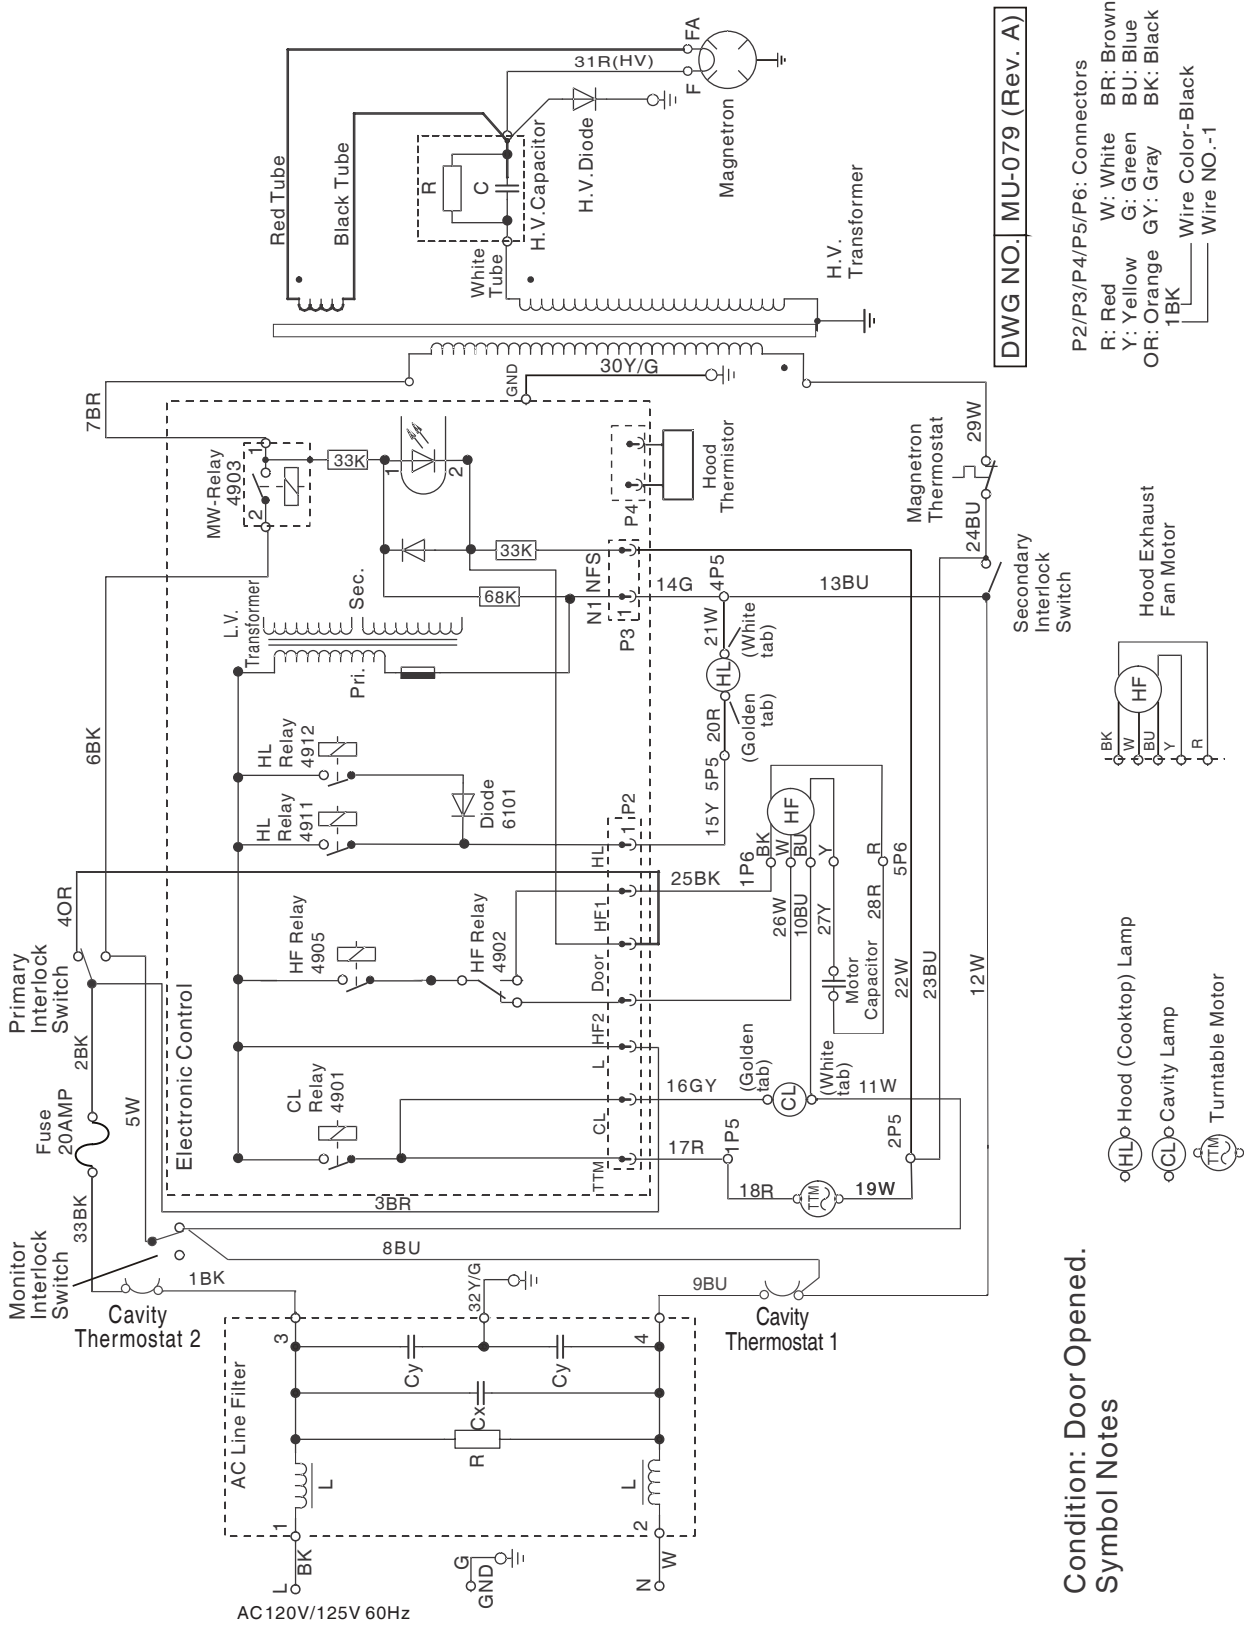 Primary
Interlock
Switch
Monitor
Interlock
Switch
Fuse
20AMP
2BK
33BK
5W
4OR
6BK
7BR
Cavity
Thermostat 2
1BK
8BU
3BR
Electronic Control
CL
Relay
4901
HF Relay
4905
HF Relay
4902
HL
Relay
4911
HL
Relay
4912
Diode
6101
L.V.
Transformer
Pri.
Sec.
MW-Relay
4903
1
2
33K
1
2
33K
68K
N1 NFS
P3
1
P4
Hood
Thermistor
GND
30Y/G
TTM
CL
L
HF2
Door
HF1
HL
1 P2
Red Tube
Black Tube
White
Tube
R
C
H.V.Capacitor
H.V.Diode
31R(HV)
F
FA
Magnetron
H.V.
Transformer
AC Line Filter
1
2
3
4
L
L
R
Cx
Cy
Cy
32Y/G
L
BK
G
GND
N
W
AC120V/125V 60Hz
9BU
Cavity
Thermostat 1
17R
1P5
18R
TTM
19W
2P5
16GY
(Golden
tab)
CL
(White
tab)
11W
25BK
1P6
BK
W
BU
Y
R
5P6
HF
26W
10BU
27Y
28R
Motor
Capacitor
22W
23BU
12W
15Y
5P5
20R
(Golden
tab)
HL
21W
(White
tab)
14G
4P5
13BU
Secondary
Interlock
Switch
24BU
Magnetron
Thermostat
29W
Hood Exhaust
Fan Motor
BK
W
BU
Y
R
HF
DWG NO. MU-079 (Rev. A)
P2/P3/P4/P5/P6: Connectors
R: Red W: White BR: Brown
Y: Yellow G: Green BU: Blue
OR: Orange GY: Gray BK: Black
1BK
Wire Color-Black
Wire NO.-1
Condition: Door Opened.
Symbol Notes
HL Hood (Cooktop) Lamp
CL Cavity Lamp
TTM Turntable Motor